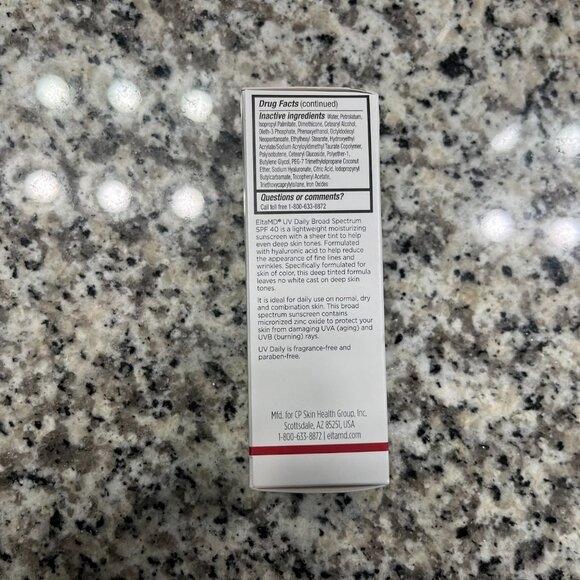 Drug Facts (continued)
Inactive ingredients Water, Petrolatum,
Isopropyl Palmitate, Dimethicone, Cetearyl Alcohol,
Oleth-3 Phosphate, Phenoxyethanol, Octyldodecyl
Neopentanoate, Ethylhexyl Stearate, Hydroxyethyl
Acrylate/Sodium Acryloyldimethyl Taurate Copolymer,
Polyisobutene, Cetearyl Glucoside, Polyether-1,
Butylene Glycol, PEG-7 Trimethylolpropane Coconut
Ether, Sodium Hyaluronate, Citric Acid, Iodopropynyl
Butylcarbamate, Tocopheryl Acetate,
Triethoxycaprylylsilane, Iron Oxides
Questions or comments?
Call toll free 1-800-633-8872
EltaMD® UV Daily Broad Spectrum
SPF 40 is a lightweight moisturizing
sunscreen with a sheer tint to help
even deep skin tones. Formulated
with hyaluronic acid to help reduce
the appearance of fine lines and
wrinkles. Specifically formulated for
skin of color, this deep tinted formula
leaves no white cast on deep skin
tones.
It is ideal for daily use on normal, dry
and combination skin. This broad
spectrum sunscreen contains
micronized zinc oxide to protect your
skin from damaging UVA (aging) and
UVB (burning) rays.
UV Daily is fragrance-free and
paraben-free.
Mfd. for CP Skin Health Group, Inc.
Scottsdale, AZ 85251, USA
1-800-633-8872 | eltamd.com